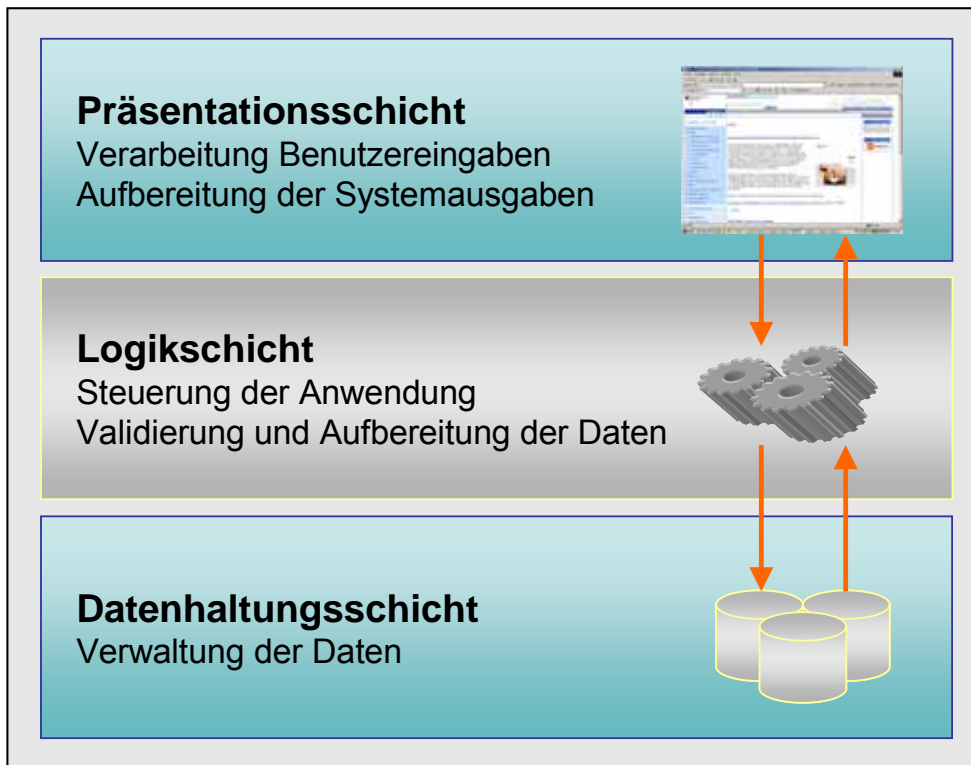 Präsentationsschicht
Verarbeitung Benutzereingaben
Aufbereitung der Systemausgaben
Logikschicht
Steuerung der Anwendung
Validierung und Aufbereitung der Daten
Datenhaltungsschicht
Verwaltung der Daten